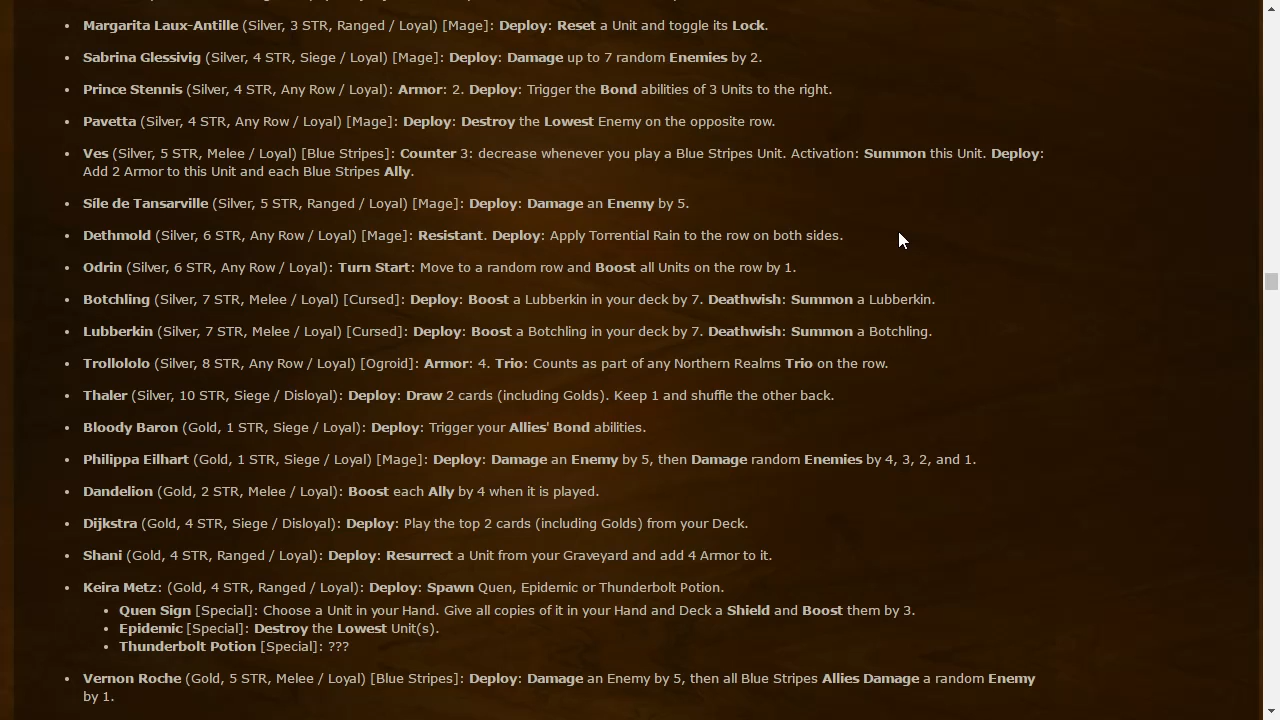 Margarita Laux-Antille (Silver, 3 STR, Ranged / Loyal) [Mage]: Deploy: Reset a Unit and toggle its Lock.
Sabrina Glessivig (Silver, 4 STR, Siege / Loyal) [Mage]: Deploy: Damage up to 7 random Enemies by 2.
Prince Stennis (Silver, 4 STR, Any Row / Loyal): Armor: 2. Deploy: Trigger the Bond abilities of 3 Units to the right.
Pavetta (Silver, 4 STR, Any Row / Loyal) [Mage]: Deploy: Destroy the Lowest Enemy on the opposite row.
Ves (Silver, 5 STR, Melee / Loyal) [Blue Stripes]: Counter 3: decrease whenever you play a Blue Stripes Unit. Activation: Summon this Unit. Deploy:
Add 2 Armor to this Unit and each Blue Stripes Ally.
Síle de Tansarville (Silver, 5 STR, Ranged / Loyal) [Mage]: Deploy: Damage an Enemy by 5.
Dethmold (Silver, 6 STR, Any Row / Loyal) [Mage]: Resistant. Deploy: Apply Torrential Rain to the row on both sides.
Odrin (Silver, 6 STR, Any Row / Loyal): Turn Start: Move to a random row and Boost all Units on the row by 1.
Botchling (Silver, 7 STR, Melee / Loyal) [Cursed]: Deploy: Boost a Lubberkin in your deck by 7. Deathwish: Summon a Lubberkin.
Lubberkin (Silver, 7 STR, Melee / Loyal) [Cursed]: Deploy: Boost a Botchling in your deck by 7. Deathwish: Summon a Botchling.
Trollololo (Silver, 8 STR, Any Row / Loyal) [Ogroid]: Armor: 4. Trio: Counts as part of any Northern Realms Trio on the row.
Thaler (Silver, 10 STR, Siege / Disloyal): Deploy: Draw 2 cards (including Golds). Keep 1 and shuffle the other back.
Bloody Baron (Gold, 1 STR, Siege / Loyal): Deploy: Trigger your Allies' Bond abilities.
Philippa Eilhart (Gold, 1 STR, Siege / Loyal) [Mage]: Deploy: Damage an Enemy by 5, then Damage random Enemies by 4, 3, 2, and 1.
Dandelion (Gold, 2 STR, Melee / Loyal): Boost each Ally by 4 when it is played.
Dijkstra (Gold, 4 STR, Siege / Disloyal): Deploy: Play the top 2 cards (including Golds) from your Deck.
Shani (Gold, 4 STR, Ranged / Loyal): Deploy: Resurrect a Unit from your Graveyard and add 4 Armor to it.
Keira Metz: (Gold, 4 STR, Ranged / Loyal): Deploy: Spawn Quen, Epidemic or Thunderbolt Potion.
Quen Sign [Special]: Choose a Unit in your Hand. Give all copies of it in your Hand and Deck a Shield and Boost them by 3.
Epidemic [Special]: Destroy the Lowest Unit(s).
Thunderbolt Potion [Special]: ???
Vernon Roche (Gold, 5 STR, Melee / Loyal) [Blue Stripes]: Deploy: Damage an Enemy by 5, then all Blue Stripes Allies Damage a random Enemy
by 1.